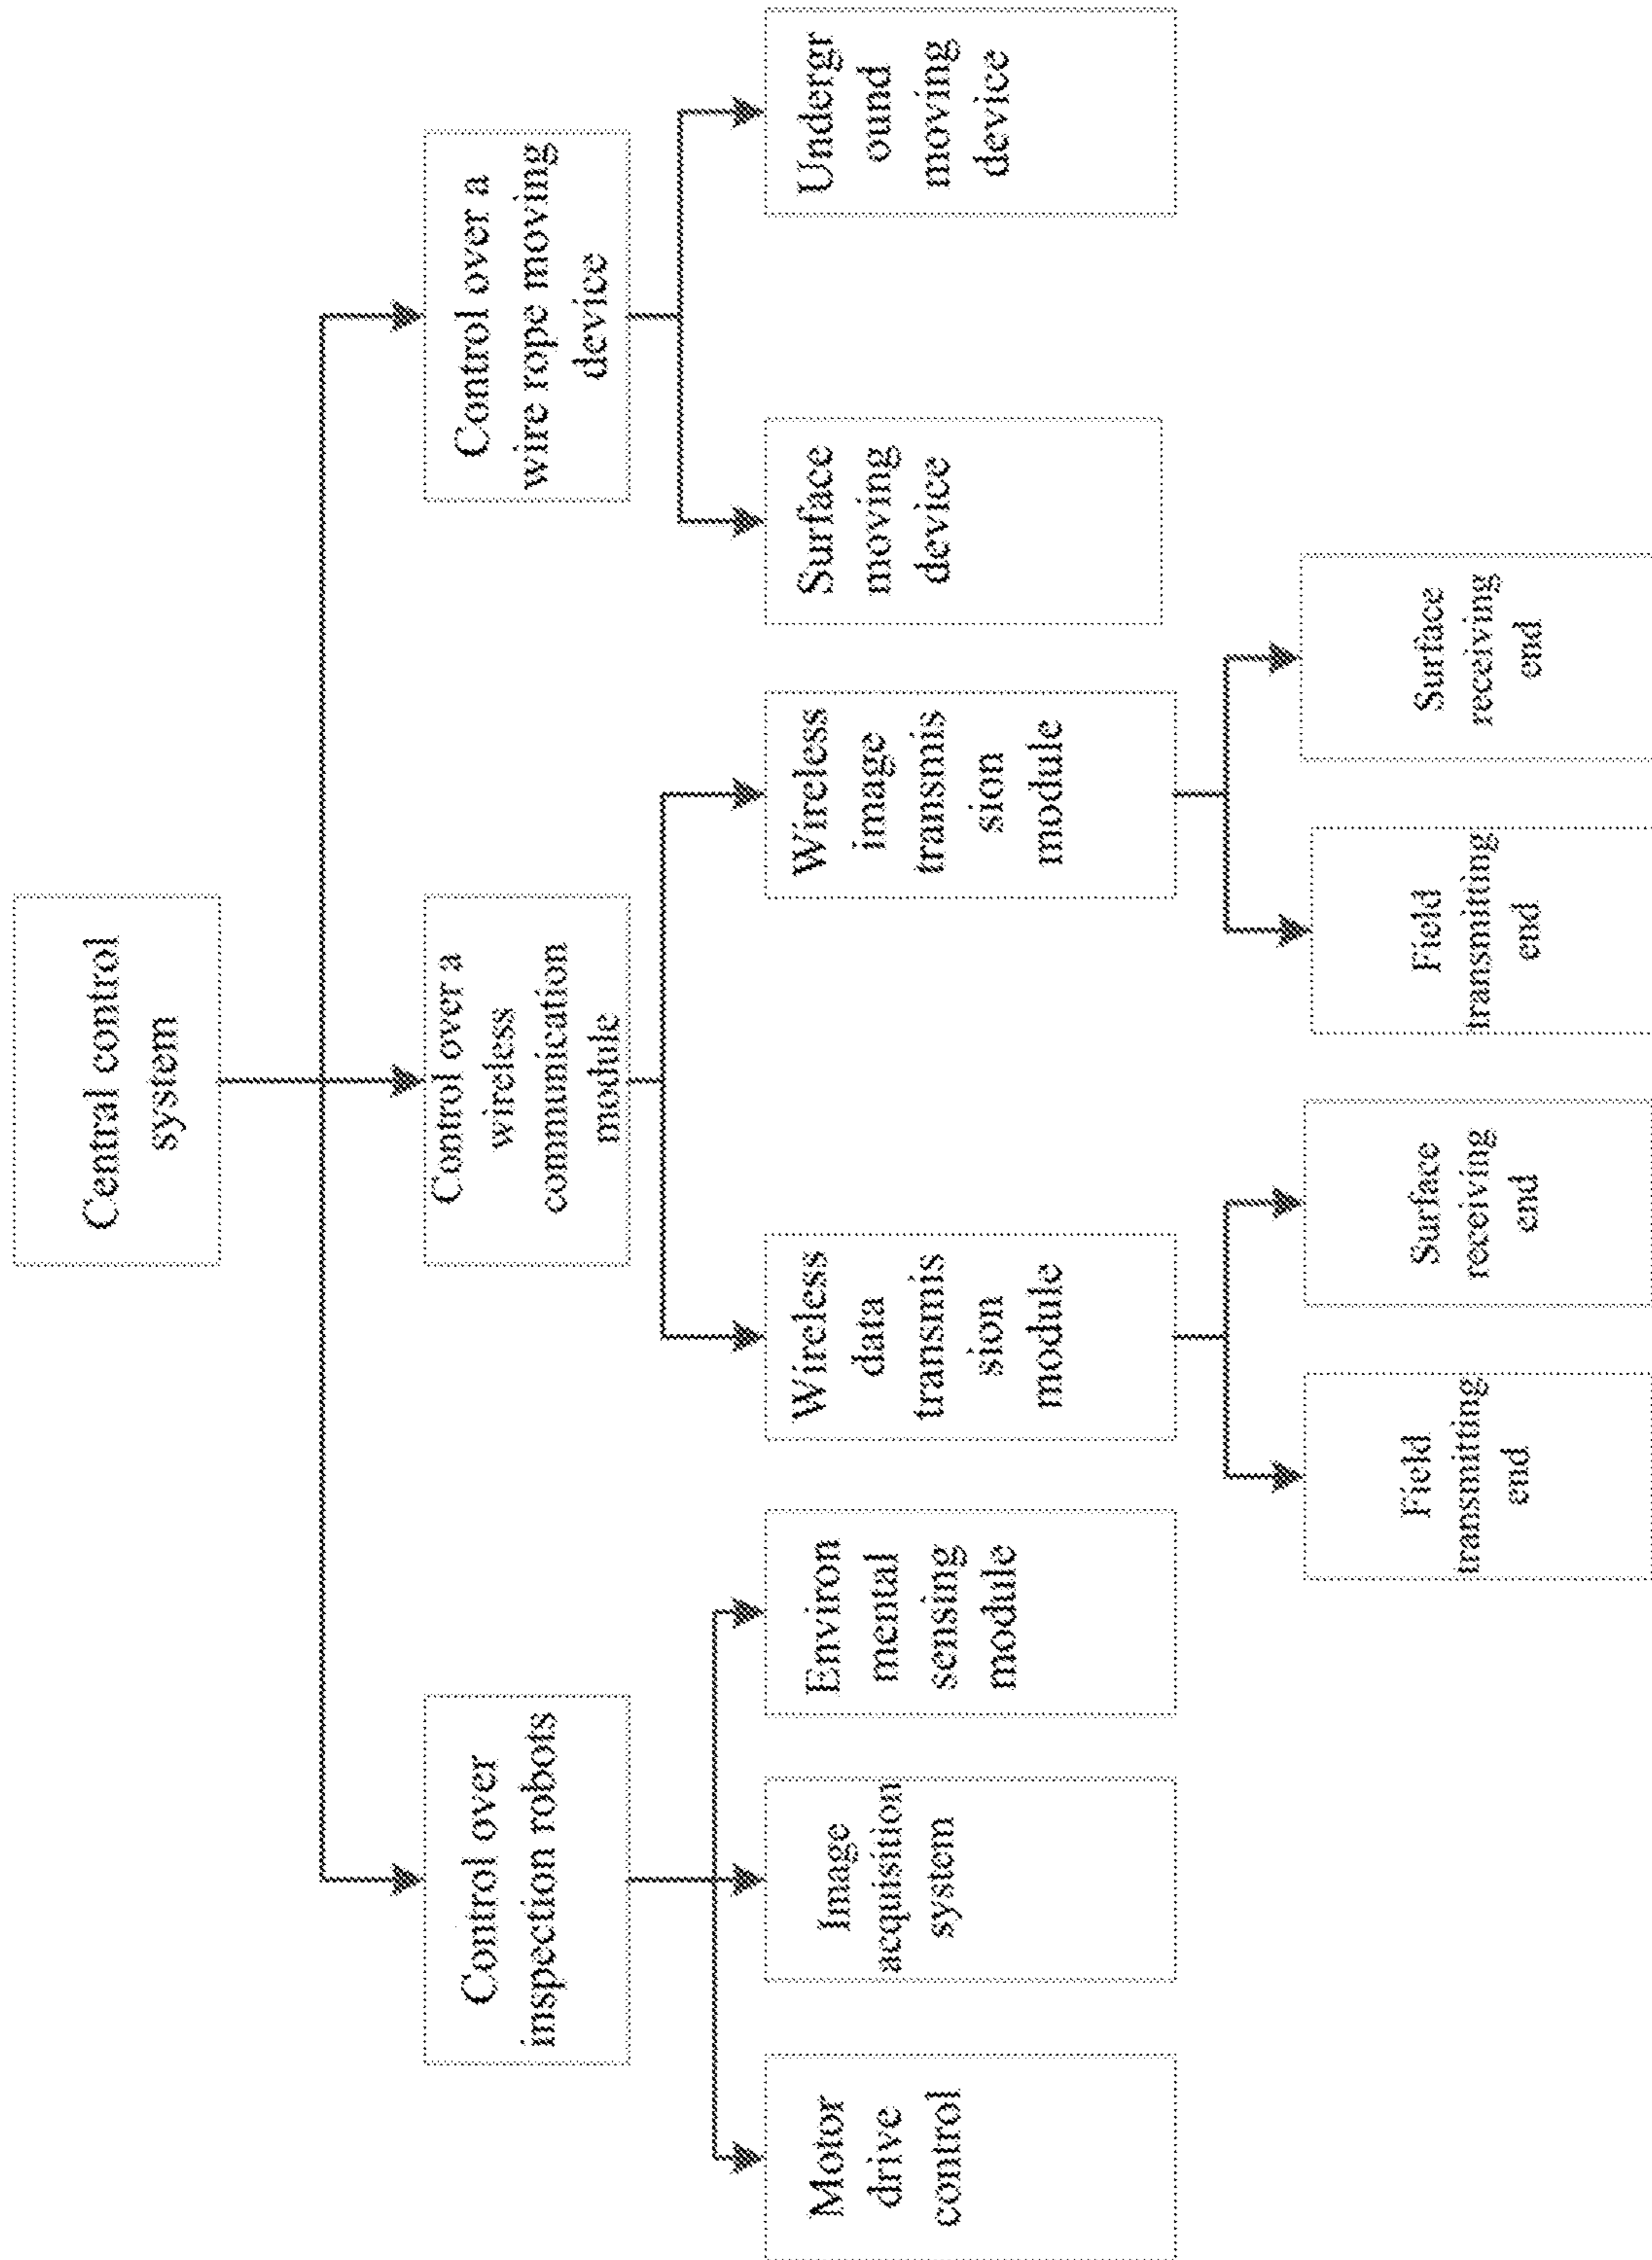 Central control
system
Control over
inspection robots
Control over a
wireless
communication
module
Control over a
wire rope moving
device
Motor
drive
control
Image
acquisition
system
Environ
mental
sensing
module
Wireless
data
transmis
sion
module
Wireless
image
transmis
sion
module
Surface
moving
device
Undergr
ound
moving
device
Field
transmitting
end
Surface
receiving
end
Field
transmitting
end
Surface
receiving
end